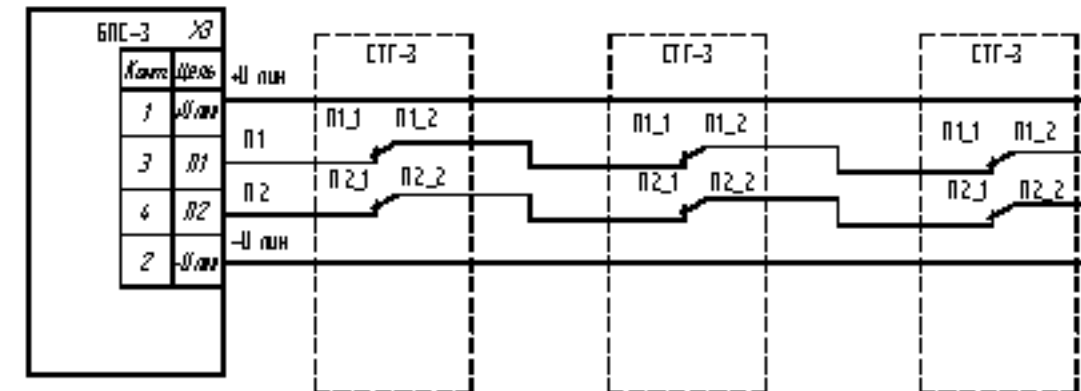 БПС-3 Х3
Конт Цепь
1 +U лин
3 П1
4 П2
2 -U лин
+U лин
П1
П2
-U лин
СТГ-3
П1_1 П1_2
П2_1 П2_2
СТГ-3
П1_1 П1_2
П2_1 П2_2
СТГ-3
П1_1 П1_2
П2_1 П2_2